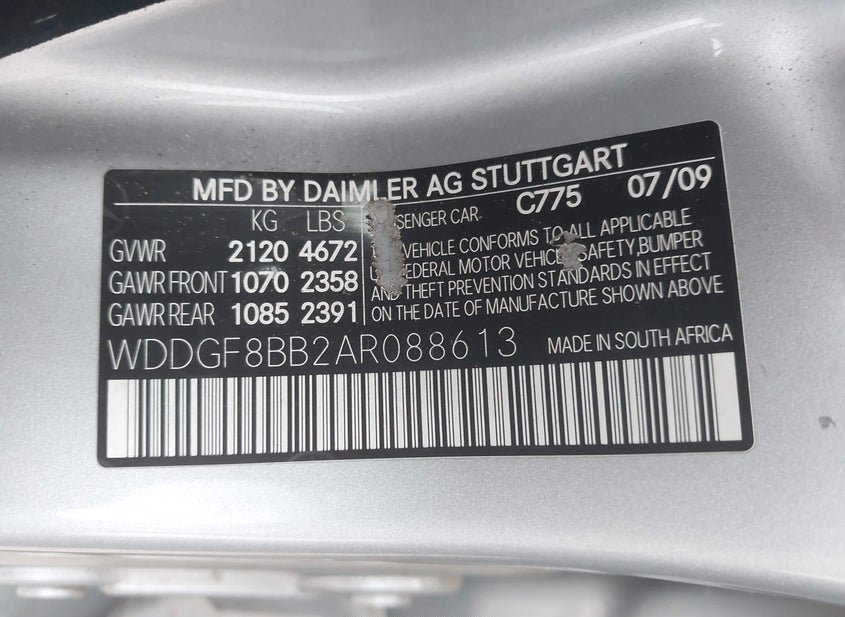 MFD BY DAIMLER AG STUTTGART
C775 07/09
KG LBS
GVWR 2120 4672
GAWR FRONT 1070 2358
GAWR REAR 1085 2391
SENGER CAR
VEHICLE CONFORMS TO ALL APPLICABLE
FEDERAL MOTOR VEHICLE SAFETY, BUMPER
AND THEFT PREVENTION STANDARDS IN EFFECT
ON THE DATE OF MANUFACTURE SHOWN ABOVE
WDDGF8BB2AR088613
MADE IN SOUTH AFRICA